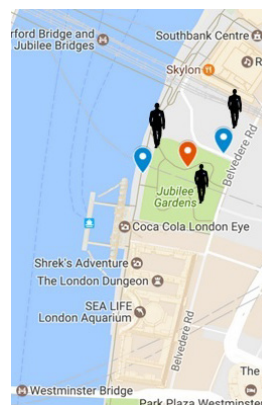 rford Bridge and
Jubilee Bridges
Southbank Centre
R
Skylon
Belvedere Rd
Jubilee
Gardens
Coca Cola London Eye
Shrek's Adventure
The London Dungeon
SEA LIFE
London Aquarium
Belvedere Rd
The
Westminster Bridge
Park Plaza Westminster